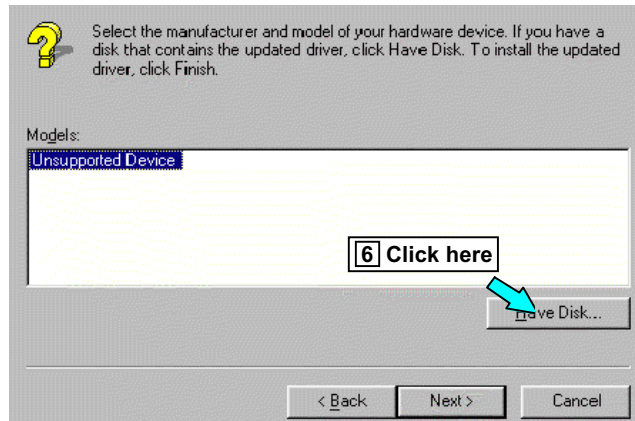 Select the manufacturer and model of your hardware device. If you have a
disk that contains the updated driver, click Have Disk. To install the updated
driver, click Finish.
Models:
Unsupported Device
6 Click here
Have Disk...
< Back
Next >
Cancel